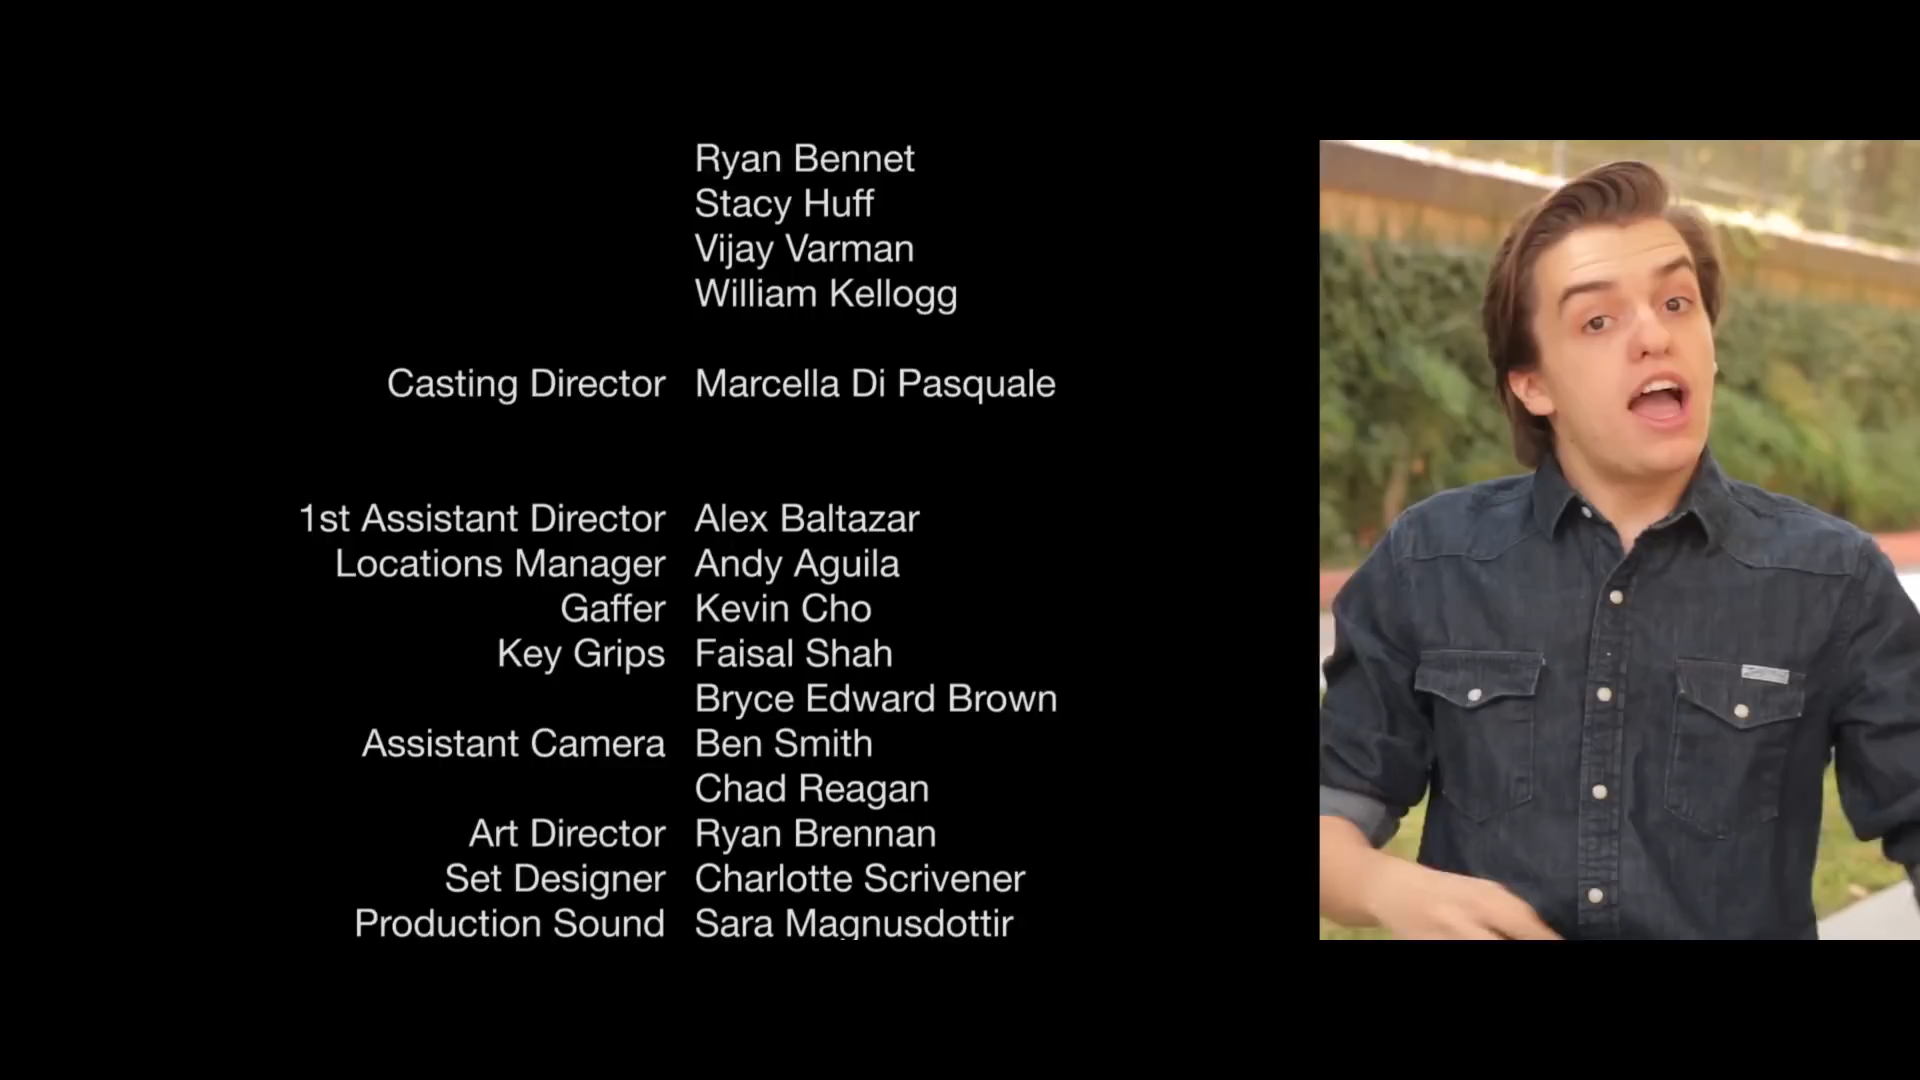 Ryan Bennet
Stacy Huff
Vijay Varman
William Kellogg
Casting Director Marcella Di Pasquale
1st Assistant Director Alex Baltazar
Locations Manager Andy Aguila
Gaffer Kevin Cho
Key Grips Faisal Shah
Bryce Edward Brown
Assistant Camera Ben Smith
Chad Reagan
Art Director Ryan Brennan
Set Designer Charlotte Scrivener
Production Sound Sara Magnusdottir